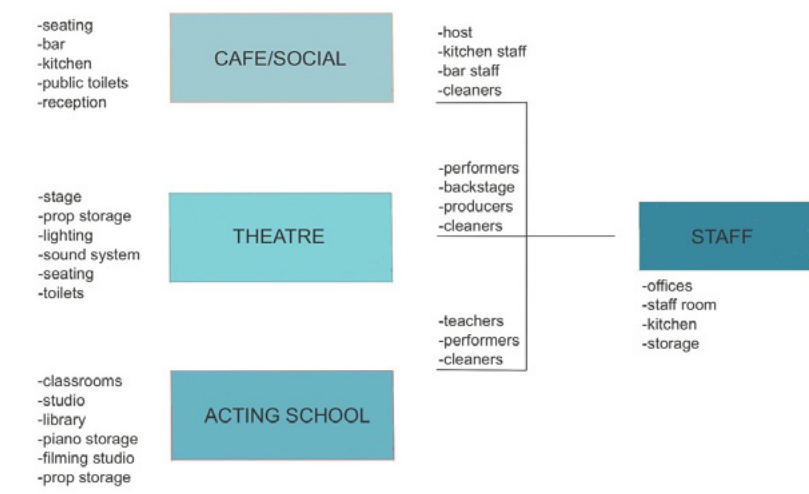 -seating
-bar
-kitchen
-public toilets
-reception
CAFE/SOCIAL
-host
-kitchen staff
-bar staff
-cleaners
-stage
-prop storage
-lighting
-sound system
-seating
-toilets
THEATRE
-performers
-backstage
-producers
-cleaners
STAFF
-offices
-staff room
-kitchen
-storage
-classrooms
-studio
-library
-piano storage
-filming studio
-prop storage
ACTING SCHOOL
-teachers
-performers
-cleaners